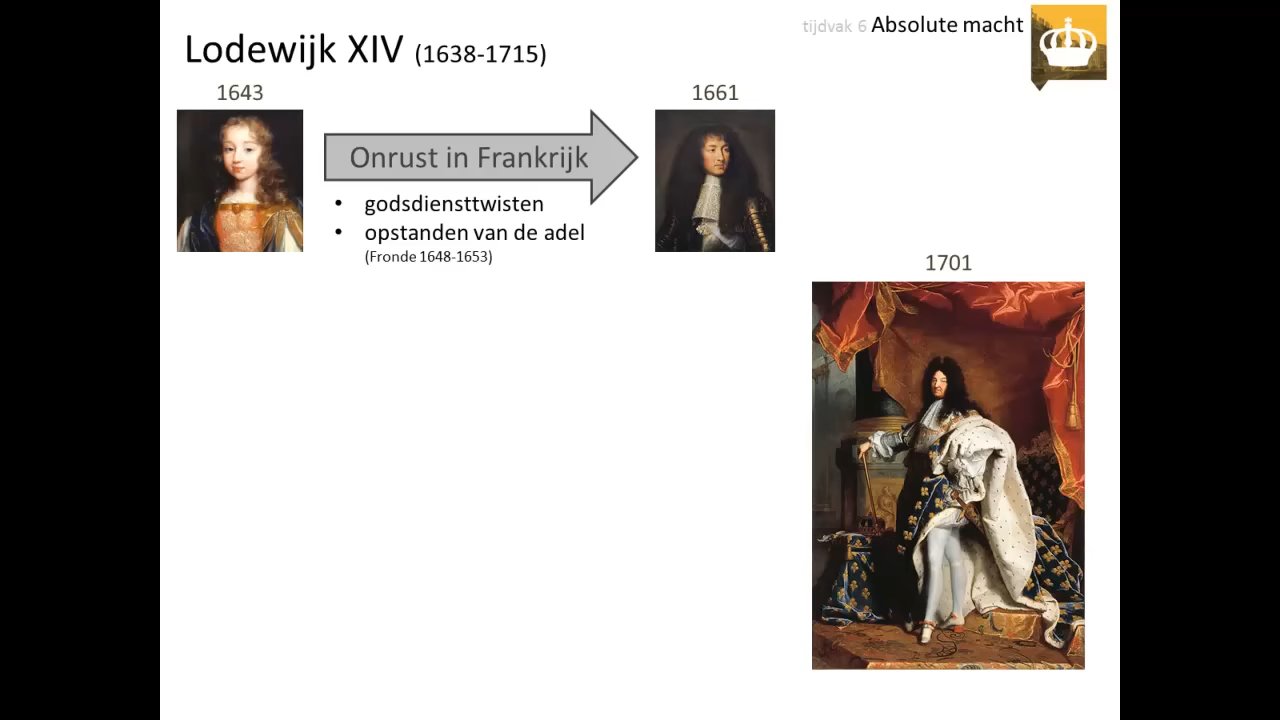 tijdvak 6 Absolute macht
Lodewijk XIV (1638-1715)
1643
1661
Onrust in Frankrijk
• godsdiensttwisten
• opstanden van de adel
(Fronde 1648-1653)
1701